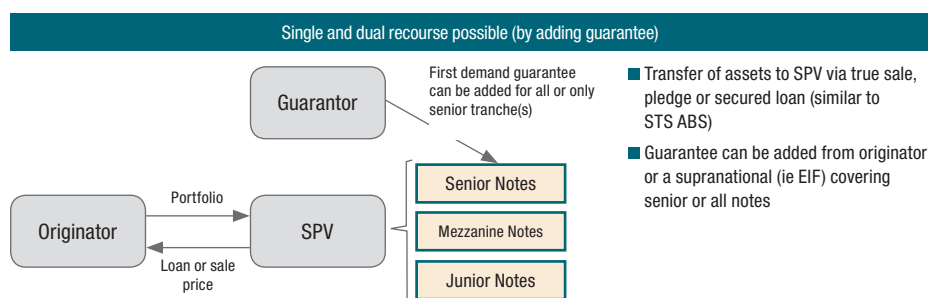 Single and dual recourse possible (by adding guarantee)
Guarantor
First demand guarantee
can be added for all or only
senior tranche(s)
Originator
Portfolio
Loan or sale
price
SPV
Senior Notes
Mezzanine Notes
Junior Notes
■ Transfer of assets to SPV via true sale,
pledge or secured loan (similar to
STS ABS)
■ Guarantee can be added from originator
or a supranational (ie EIF) covering
senior or all notes